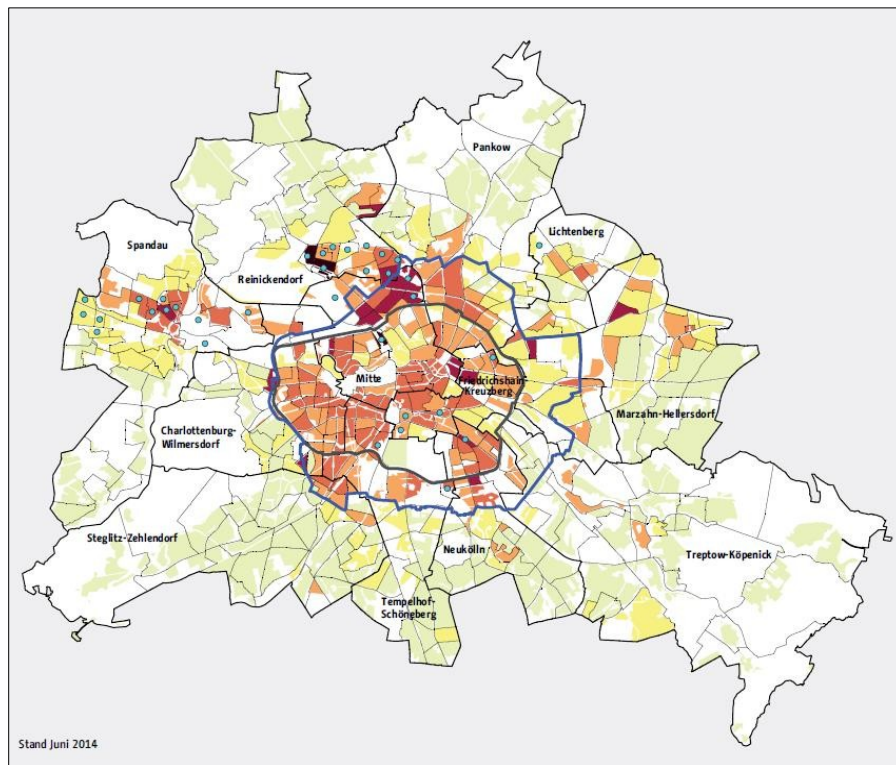 Pankow
Lichtenberg
Spandau
Reinickendorf
Mitte
Friedrichshain-
Kreuzberg
Marzahn-Hellersdorf
Charlottenburg-
Wilmersdorf
Steglitz-Zehlendorf
Neukölln
Treptow-Köpenick
Tempelhof-
Schöneberg
Stand Juni 2014